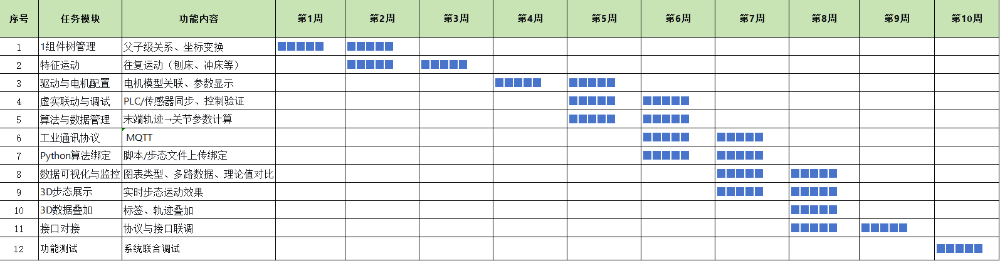 序号 任务模块 功能内容 第1周 第2周 第3周 第4周 第5周 第6周 第7周 第8周 第9周 第10周
1 1组件树管理 父子级关系、坐标变换
2 特征运动 往复运动（刨床、冲床等）
3 驱动与电机配置 电机模型关联、参数显示
4 虚实联动与调试 PLC/传感器同步、控制验证
5 算法与数据管理 末端轨迹→关节参数计算
6 工业通讯协议 MQTT
7 Python算法绑定 脚本/步态文件上传绑定
8 数据可视化与监控 图表类型、多路数据、理论值对比
9 3D步态展示 实时步态运动效果
10 3D数据叠加 标签、轨迹叠加
11 接口对接 协议与接口联调
12 功能测试 系统联合调试